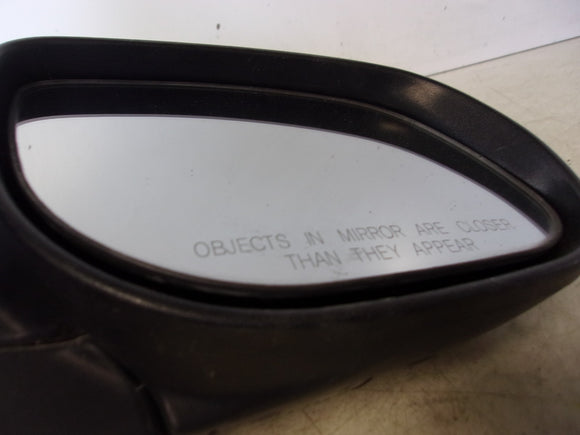 OBJECTS IN MIRROR ARE CLOSER
THAN THEY APPEAR